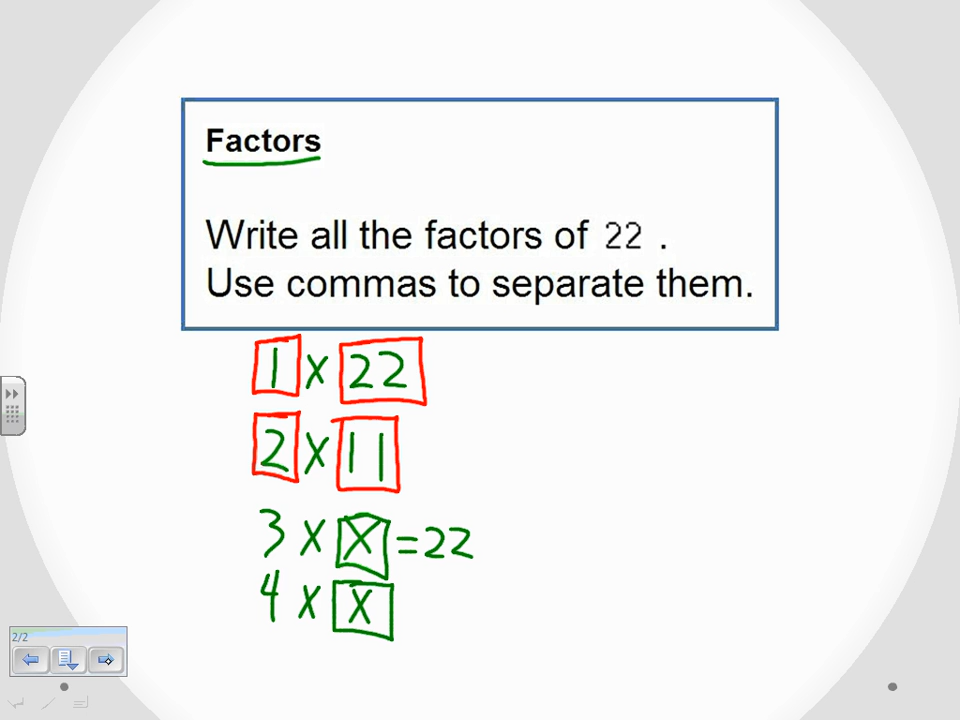 Factors
Write all the factors of 22 .
Use commas to separate them.
1 x 22
2 x 11
3 x x = 22
4 x x
2/2